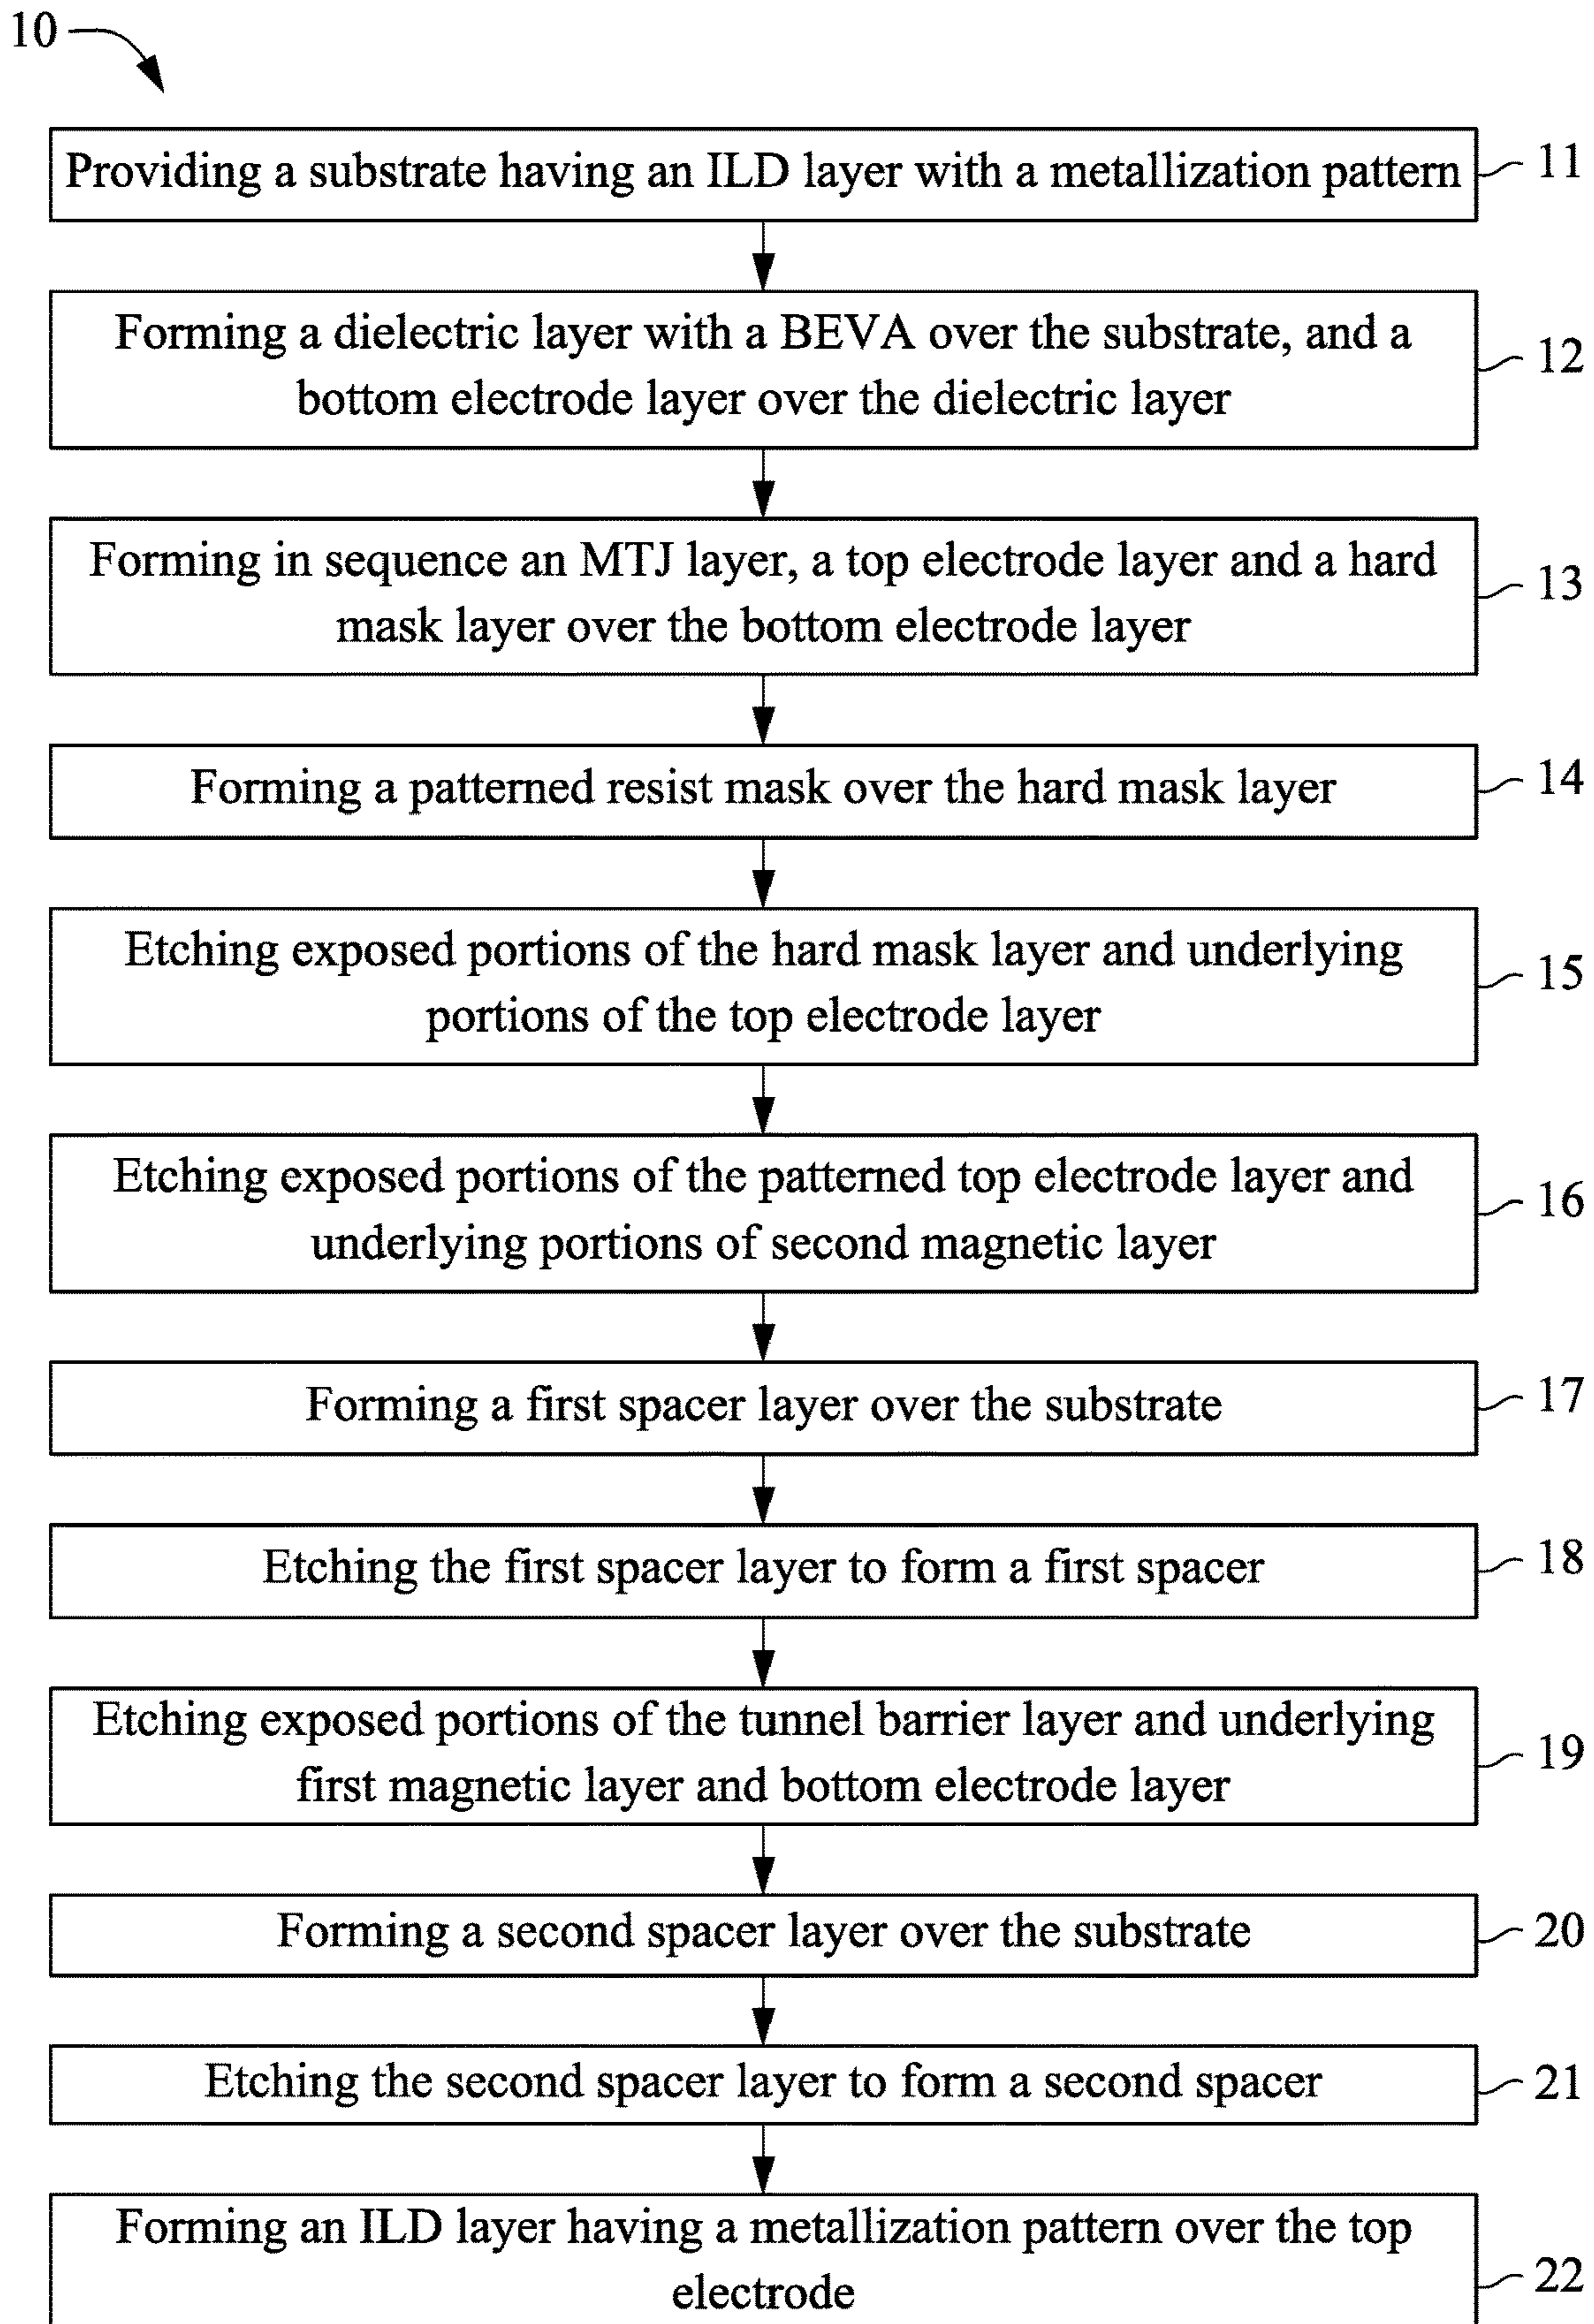 10
Providing a substrate having an ILD layer with a metallization pattern
11
Forming a dielectric layer with a BEVA over the substrate, and a
bottom electrode layer over the dielectric layer
12
Forming in sequence an MTJ layer, a top electrode layer and a hard
mask layer over the bottom electrode layer
13
Forming a patterned resist mask over the hard mask layer
14
Etching exposed portions of the hard mask layer and underlying
portions of the top electrode layer
15
Etching exposed portions of the patterned top electrode layer and
underlying portions of second magnetic layer
16
Forming a first spacer layer over the substrate
17
Etching the first spacer layer to form a first spacer
18
Etching exposed portions of the tunnel barrier layer and underlying
first magnetic layer and bottom electrode layer
19
Forming a second spacer layer over the substrate
20
Etching the second spacer layer to form a second spacer
21
Forming an ILD layer having a metallization pattern over the top
electrode
22